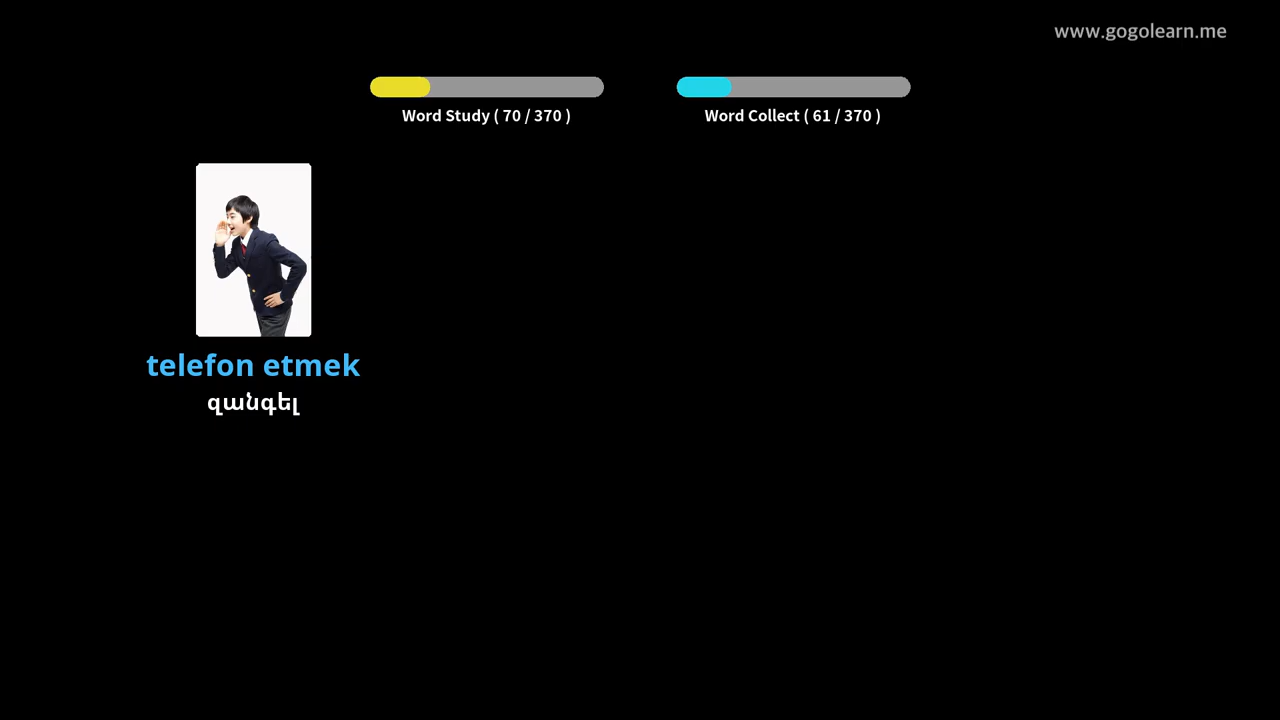 www.gogolearn.me
Word Study ( 70 / 370 )
Word Collect ( 61 / 370 )
telefon etmek
զանգել